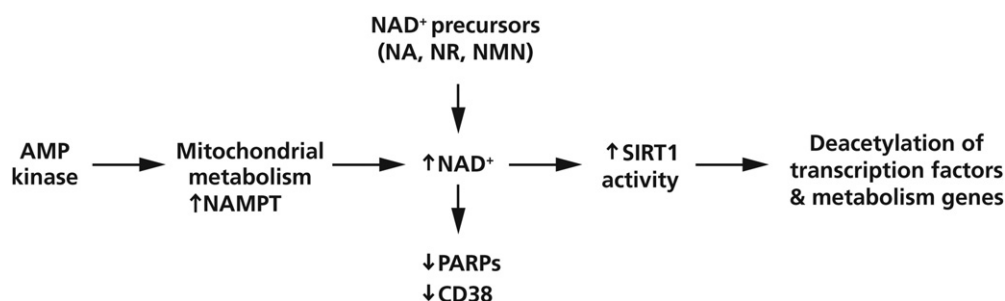 NAD⁺ precursors
(NA, NR, NMN)
AMP
kinase
Mitochondrial
metabolism
↑NAMPT
↑NAD⁺
↑SIRT1
activity
Deacetylation of
transcription factors
& metabolism genes
↓PARPs
↓CD38